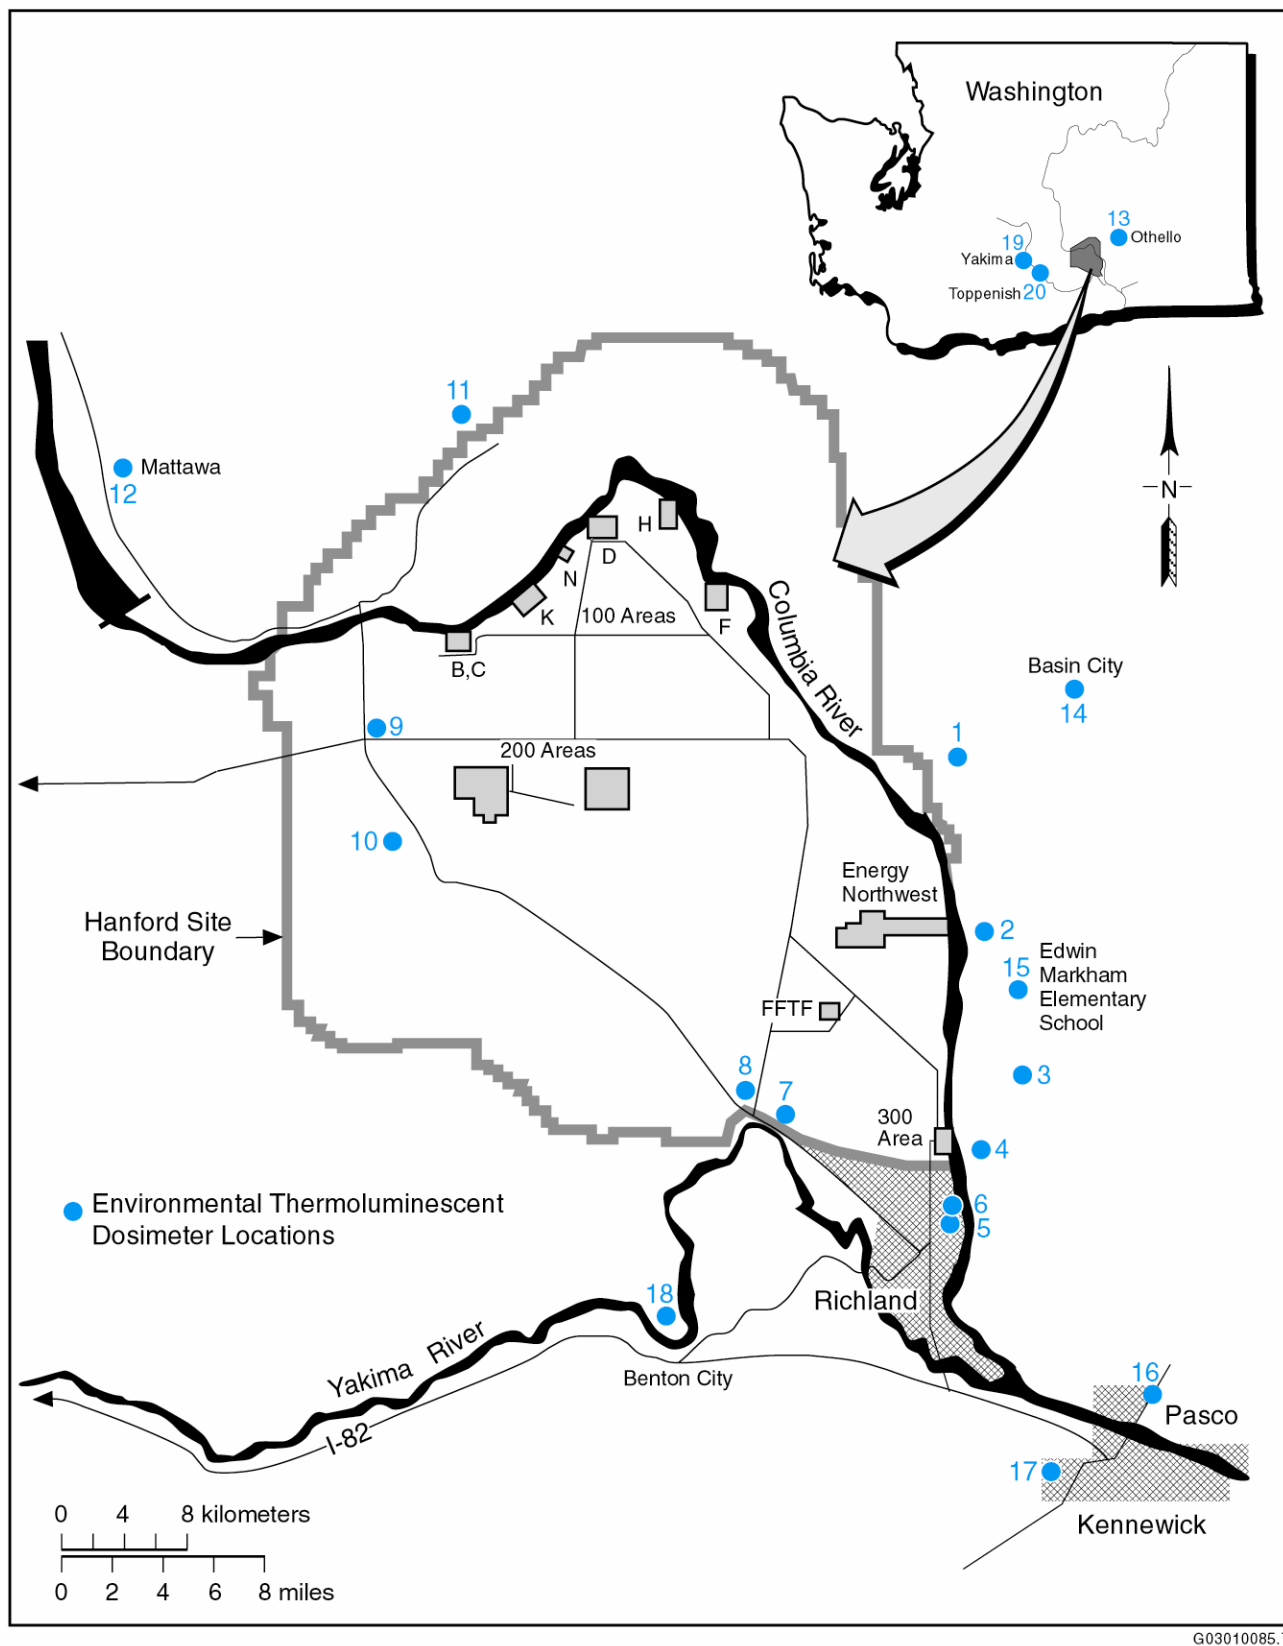 Washington
13
Othello
19
Yakima
Toppenish 20
11
Mattawa
12
N
H
D
N
K
100 Areas
F
B,C
Columbia River
Basin City
14
1
9
200 Areas
10
Energy
Northwest
Hanford Site
Boundary
2
15
Edwin
Markham
Elementary
School
FFTF
3
8
7
300
Area
4
Environmental Thermoluminescent
Dosimeter Locations
6
5
18
Richland
Yakima River
Benton City
I-82
16
Pasco
17
Kennewick
0 4 8 kilometers
0 2 4 6 8 miles